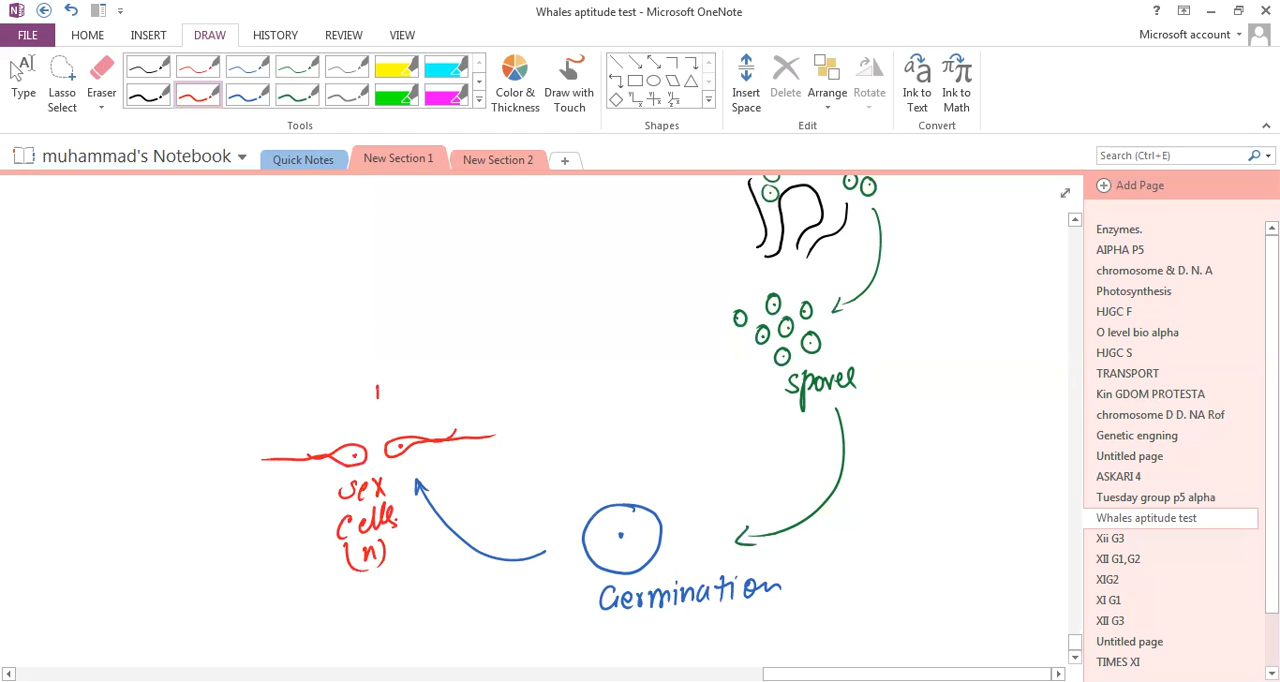 Whales aptitude test - Microsoft OneNote
?
FILE HOME INSERT DRAW HISTORY REVIEW VIEW
Microsoft account
Type
Lasso
Select
Eraser
Color &
Thickness
Draw with
Touch
Insert
Space
Delete
Arrange
Rotate
Ink to
Text
Ink to
Math
Tools
Shapes
Edit
Convert
muhammad's Notebook
Quick Notes
New Section 1
New Section 2
Search (Ctrl+E)
Add Page
Enzymes.
AlPHA P5
chromosome & D. N. A
Photosynthesis
HJGC F
O level bio alpha
HJGC S
TRANSPORT
Kin GDOM PROTESTA
chromosome D D. NA Rof
Genetic engning
Untitled page
ASKARI 4
Tuesday group p5 alpha
Whales aptitude test
Xii G3
XII G1,G2
XIG2
XI G1
XII G3
Untitled page
TIMES XI
spores
sex
cells
(n)
Germination